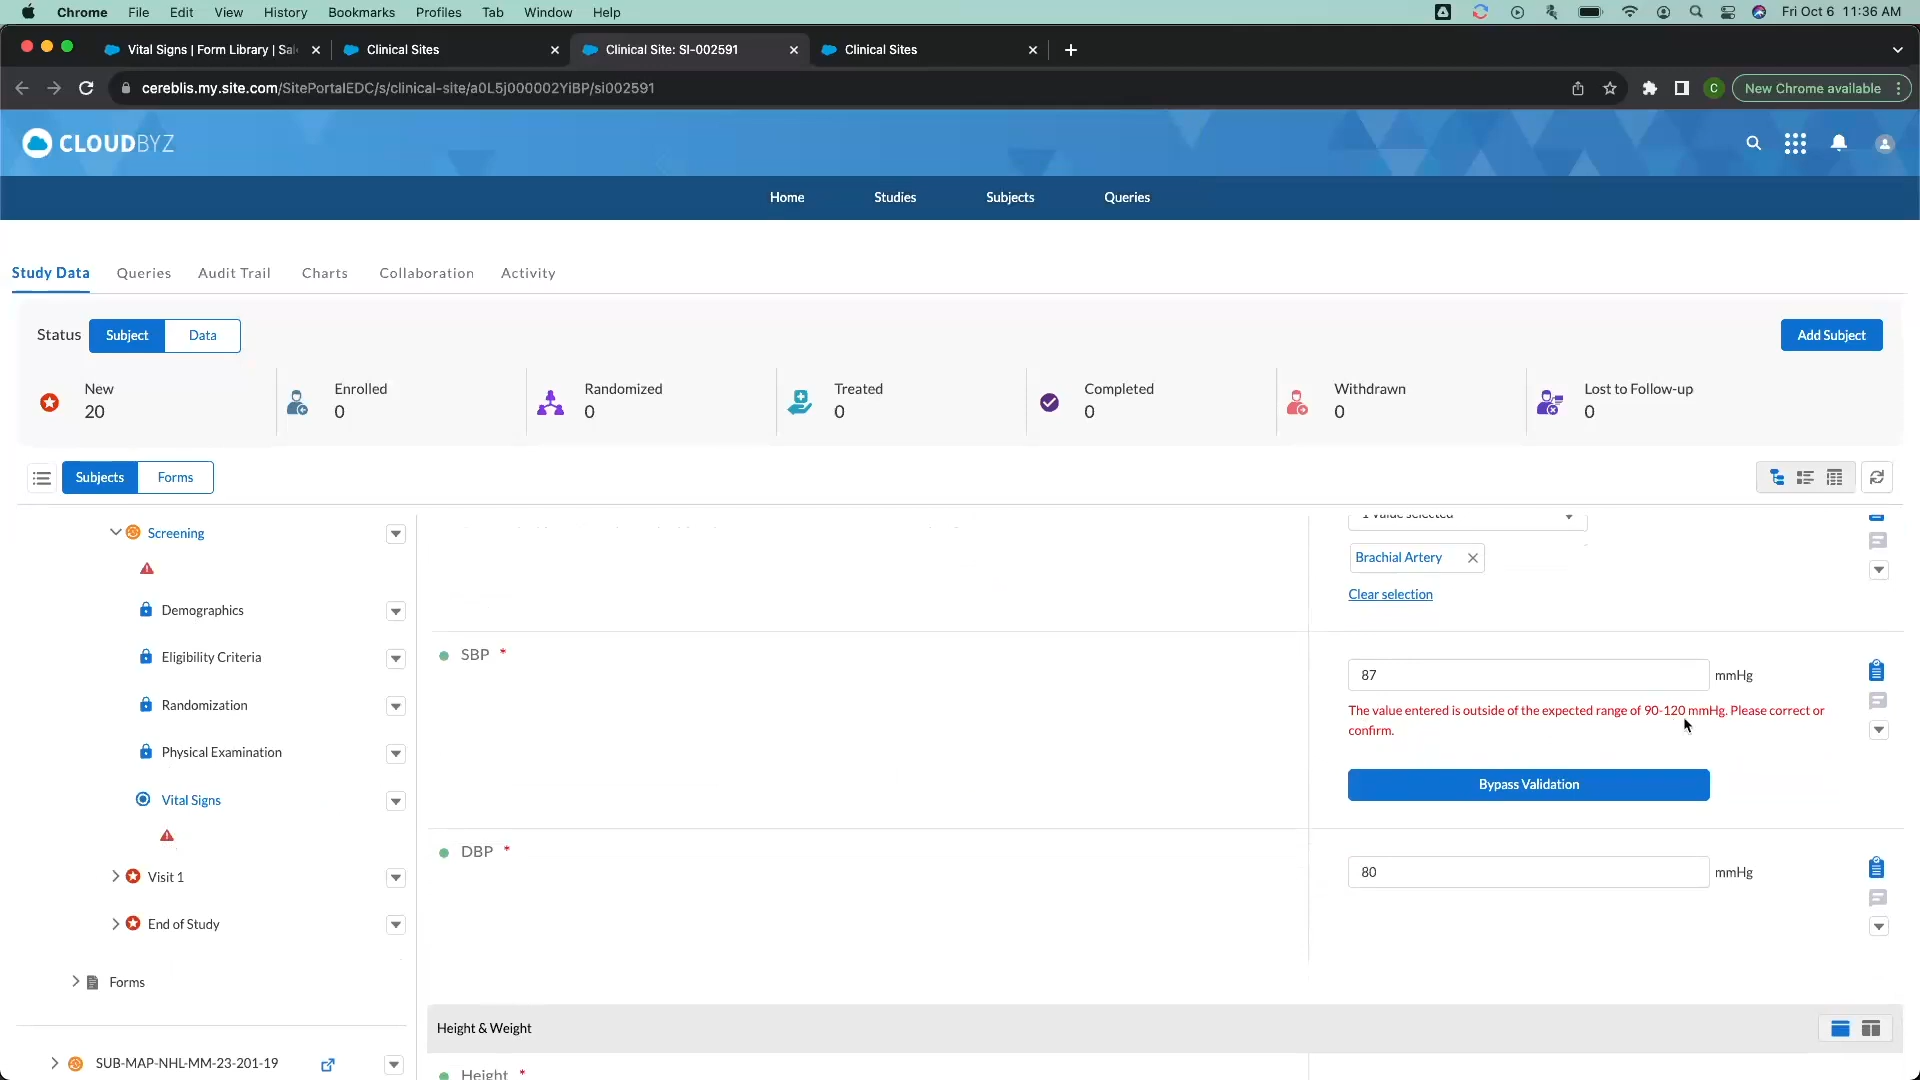 Chrome File Edit View History Bookmarks Profiles Tab Window Help Fri Oct 6 11:36 AM
Vital Signs | Form Library | Sal Clinical Sites Clinical Site: SI-002591 Clinical Sites
cereblis.my.site.com/SitePortalEDC/s/clinical-site/a0L5j000002YiBP/si002591 C New Chrome available
CLOUDBYZ
Home Studies Subjects Queries
Study Data Queries Audit Trail Charts Collaboration Activity
Status Subject Data Add Subject
New Enrolled Randomized Treated Completed Withdrawn Lost to Follow-up
20 0 0 0 0 0 0
Subjects Forms
1 value selected
Screening
Brachial Artery
Clear selection
Demographics
Eligibility Criteria
SBP *
87 mmHg
Randomization
The value entered is outside of the expected range of 90-120 mmHg. Please correct or
confirm.
Physical Examination
Bypass Validation
Vital Signs
DBP *
80 mmHg
Visit 1
End of Study
Forms
Height & Weight
SUB-MAP-NHL-MM-23-201-19
Height *